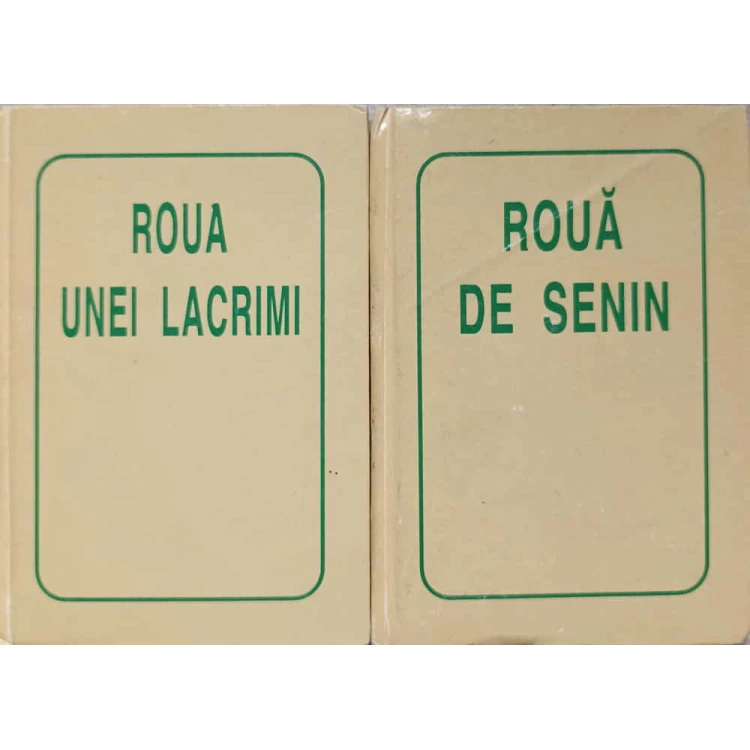 ROUA
UNEI LACRIMI
ROUĂ
DE SENIN